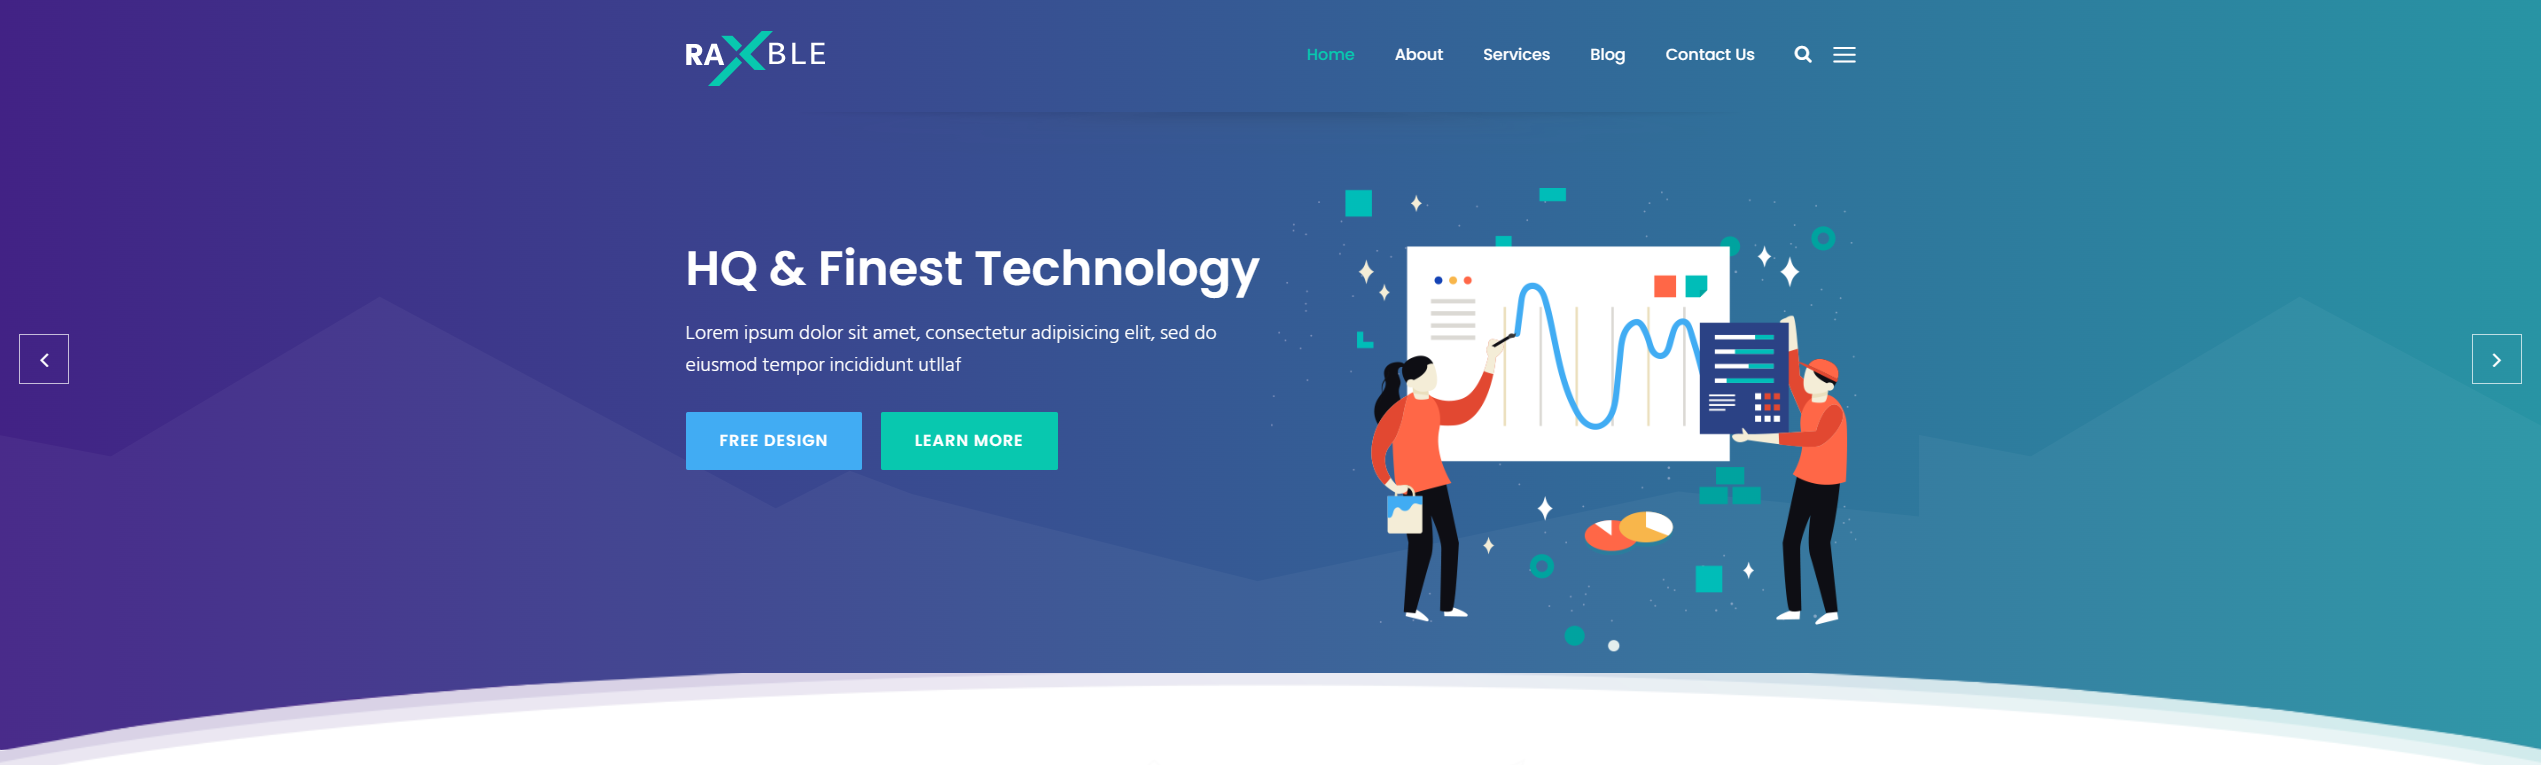 RAXBLE
Home About Services Blog Contact Us
HQ & Finest Technology
Lorem ipsum dolor sit amet, consectetur adipisicing elit, sed do
eiusmod tempor incididunt utllaf
FREE DESIGN LEARN MORE